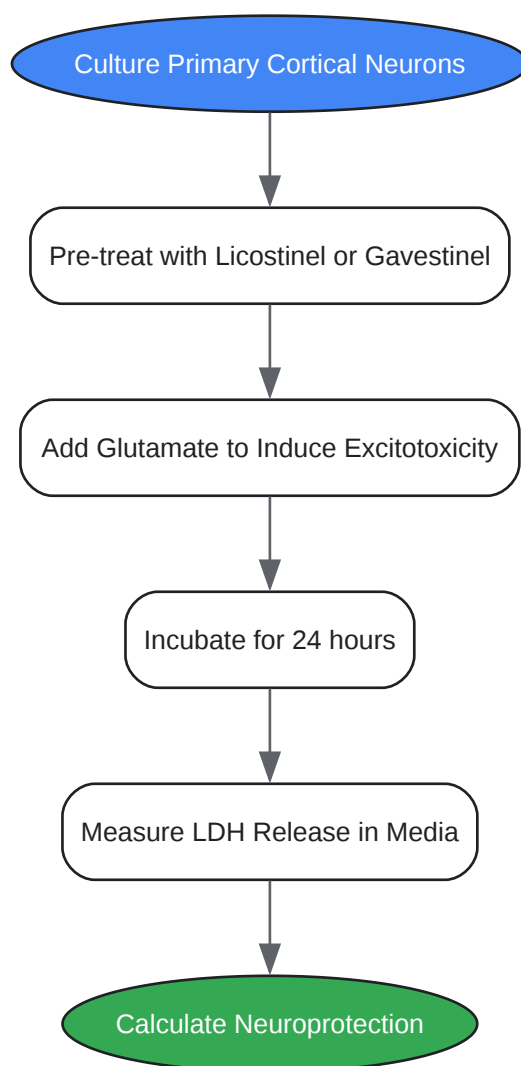 Culture Primary Cortical Neurons
Pre-treat with Licostinel or Gavestinel
Add Glutamate to Induce Excitotoxicity
Incubate for 24 hours
Measure LDH Release in Media
Calculate Neuroprotection